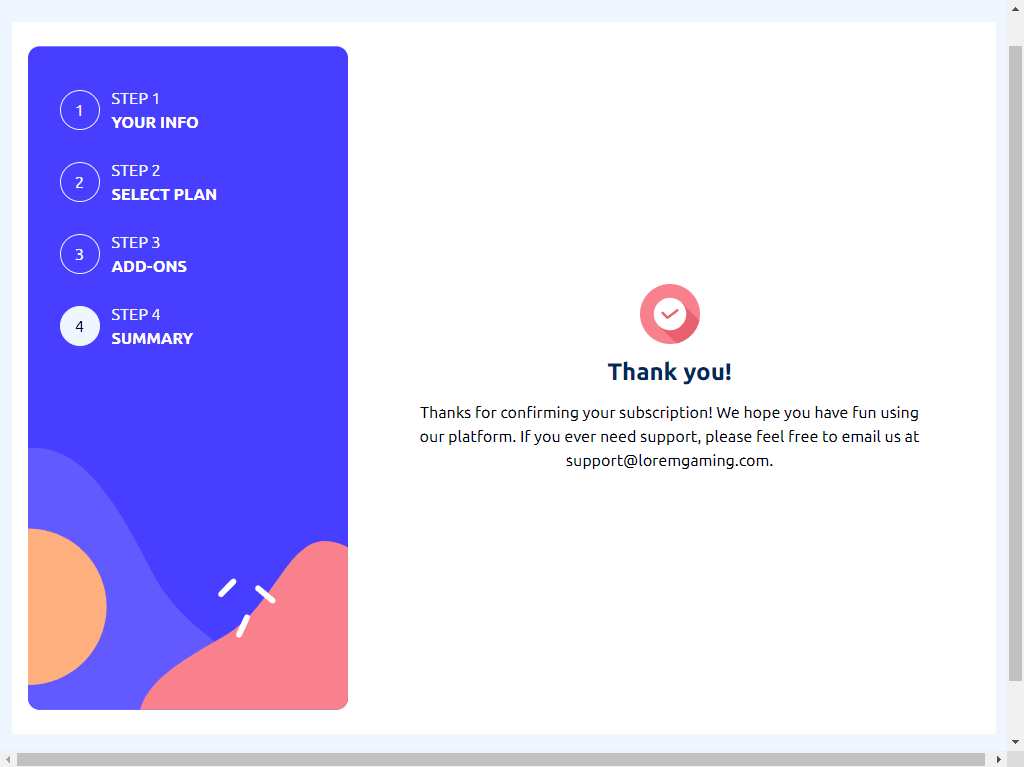 1
STEP 1
YOUR INFO
2
STEP 2
SELECT PLAN
3
STEP 3
ADD-ONS
4
STEP 4
SUMMARY
Thank you!
Thanks for confirming your subscription! We hope you have fun using
our platform. If you ever need support, please feel free to email us at
support@loremgaming.com.